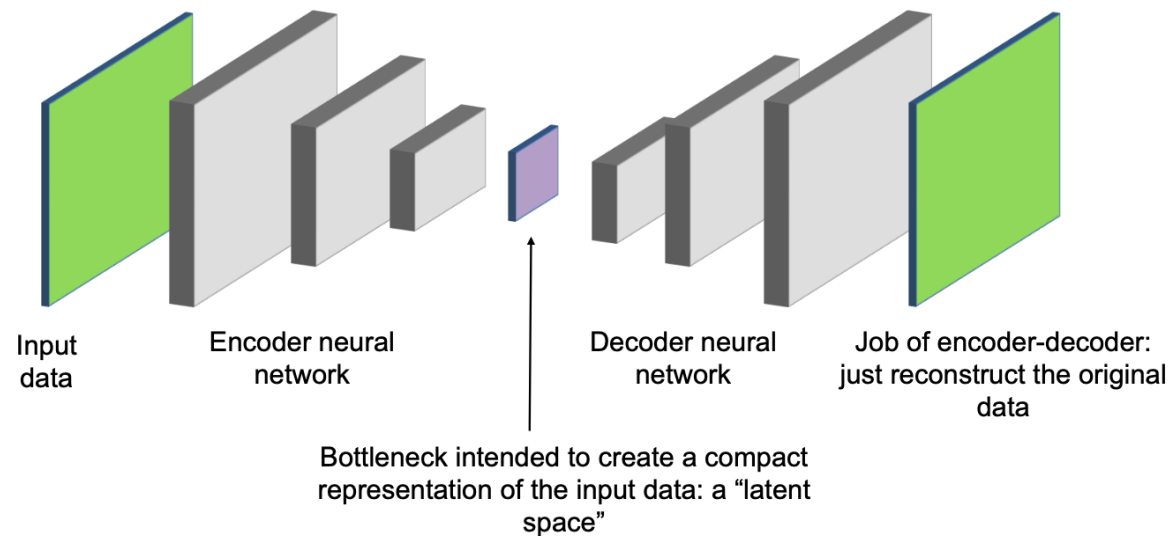 Input
data
Encoder neural
network
Decoder neural
network
Job of encoder-decoder:
just reconstruct the original
data
Bottleneck intended to create a compact
representation of the input data: a “latent
space”